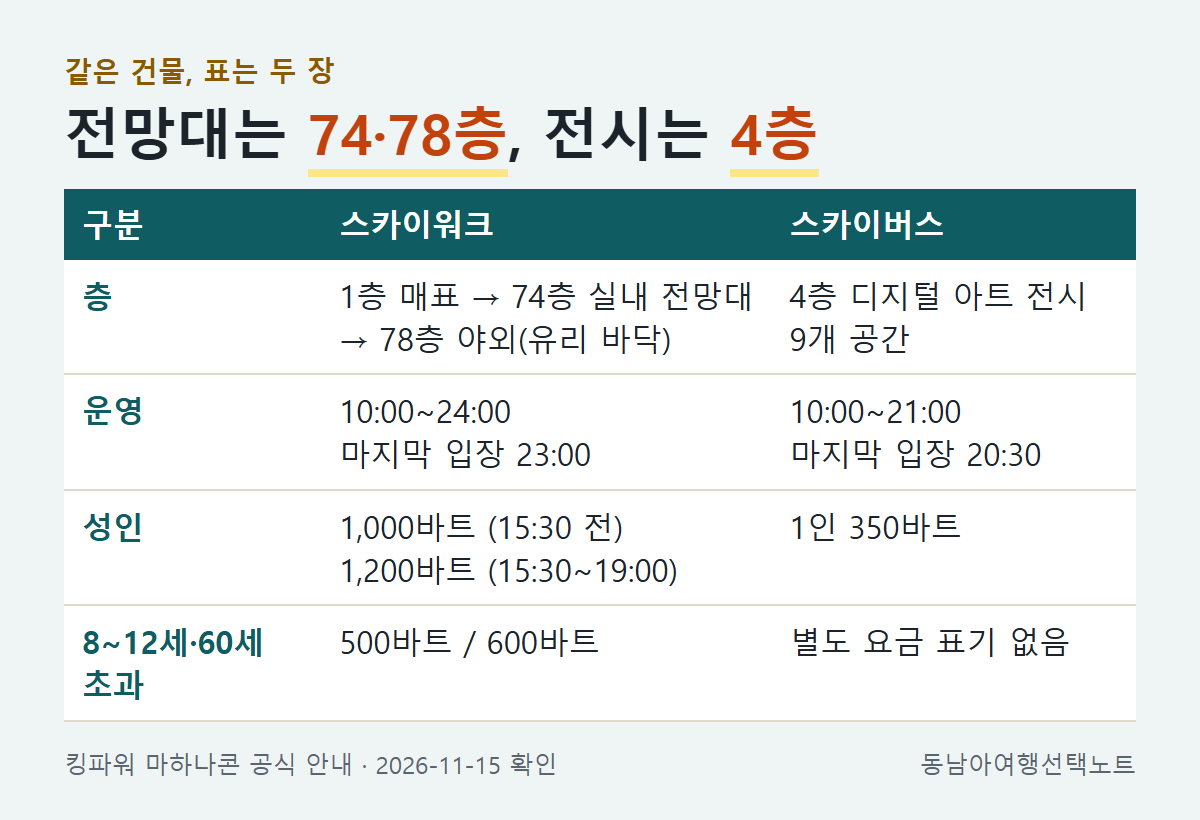 같은 건물, 표는 두 장
전망대는 74·78층, 전시는 4층
구분 스카이워크 스카이버스
층 1층 매표 → 74층 실내 전망대 4층 디지털 아트 전시
→ 78층 야외(유리 바닥) 9개 공간
운영 10:00~24:00 10:00~21:00
마지막 입장 23:00 마지막 입장 20:30
성인 1,000바트 (15:30 전) 1인 350바트
1,200바트 (15:30~19:00)
8~12세·60세 500바트 / 600바트 별도 요금 표기 없음
초과
킹파워 마하나콘 공식 안내 · 2026-11-15 확인 동남아여행선택노트